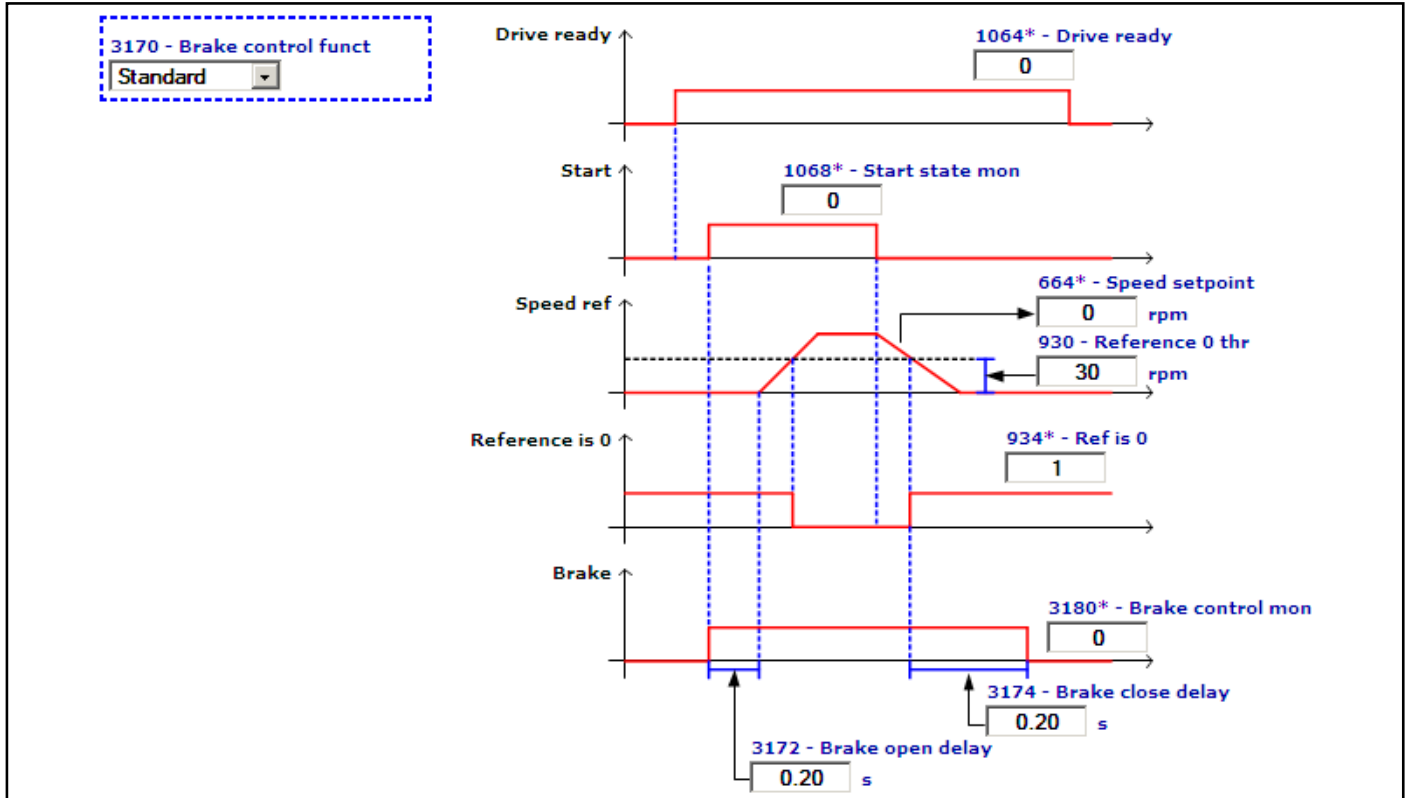 3170 - Brake control funct
Standard
Drive ready
1064* - Drive ready
0
Start
1068* - Start state mon
0
Speed ref
664* - Speed setpoint
0 rpm
930 - Reference 0 thr
30 rpm
Reference is 0
934* - Ref is 0
1
Brake
3180* - Brake control mon
0
3174 - Brake close delay
0.20 s
3172 - Brake open delay
0.20 s